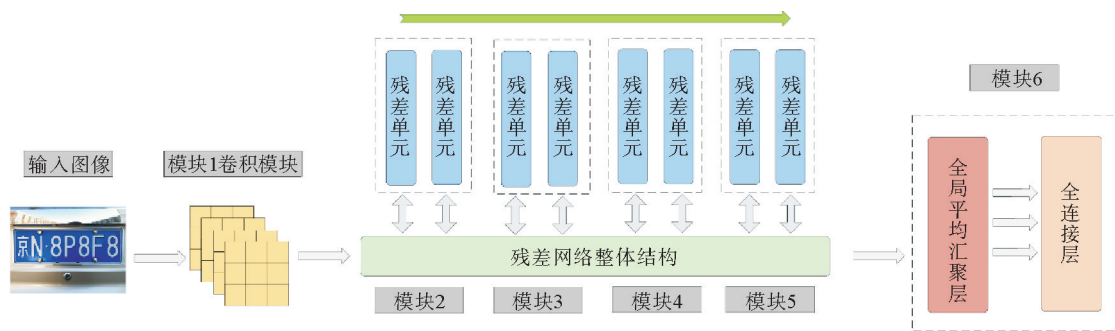 输入图像
京N·8P8F8
模块1卷积模块
残差单元
残差单元
残差单元
残差单元
残差单元
残差单元
残差单元
残差单元
残差网络整体结构
模块2
模块3
模块4
模块5
模块6
全局平均汇聚层
全连接层